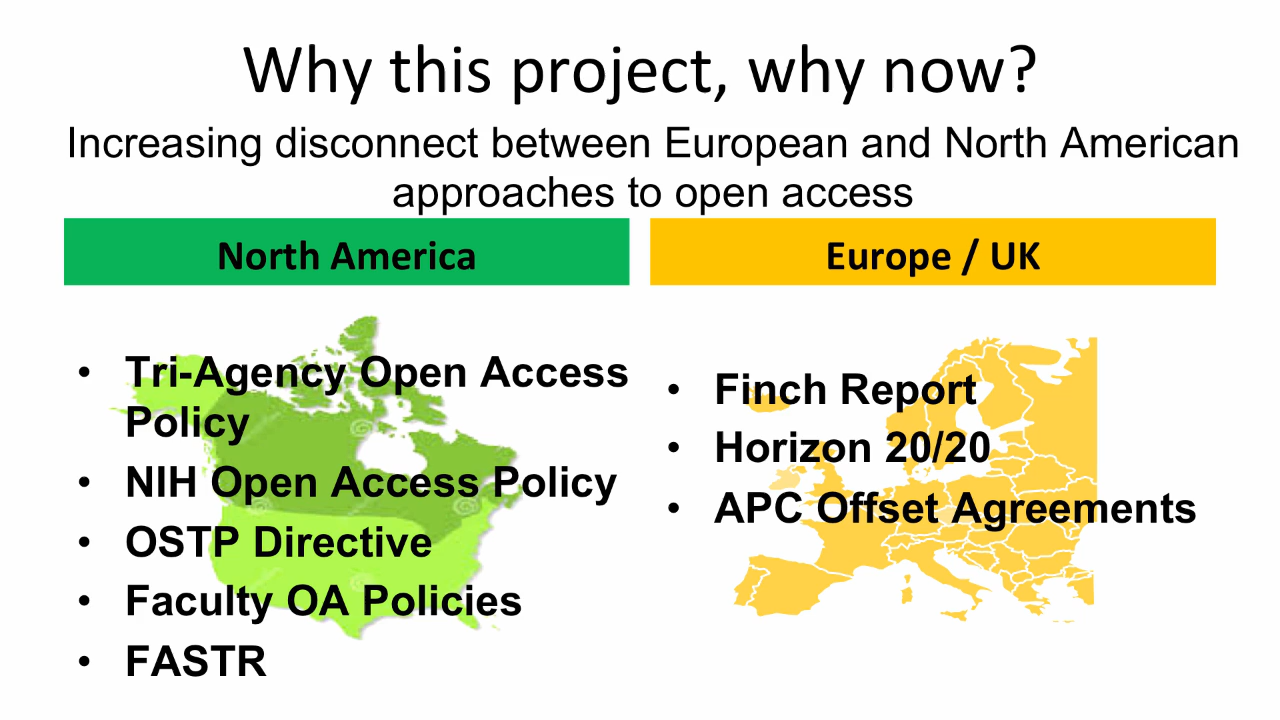 Why this project, why now?
Increasing disconnect between European and North American
approaches to open access
North America
• Tri-Agency Open Access
Policy
• NIH Open Access Policy
• OSTP Directive
• Faculty OA Policies
• FASTR
Europe / UK
• Finch Report
• Horizon 20/20
• APC Offset Agreements